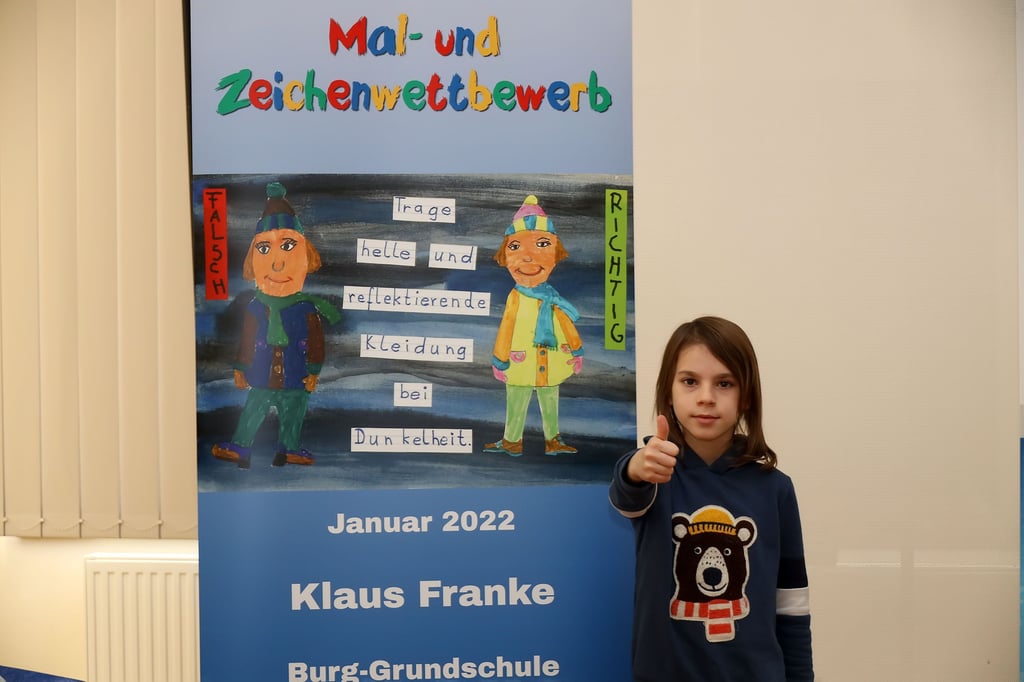 Mal- und
Zeichenwettbewerb
FALSCH
Trage
helle und
reflektierende
Kleidung
bei
Dunkelheit.
RICHTIG
Januar 2022
Klaus Franke
Burg-Grundschule